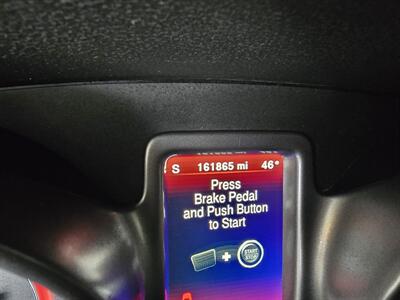 S 161865 mi 46°
Press
Brake Pedal
and Push Button
to Start
+
START
STOP